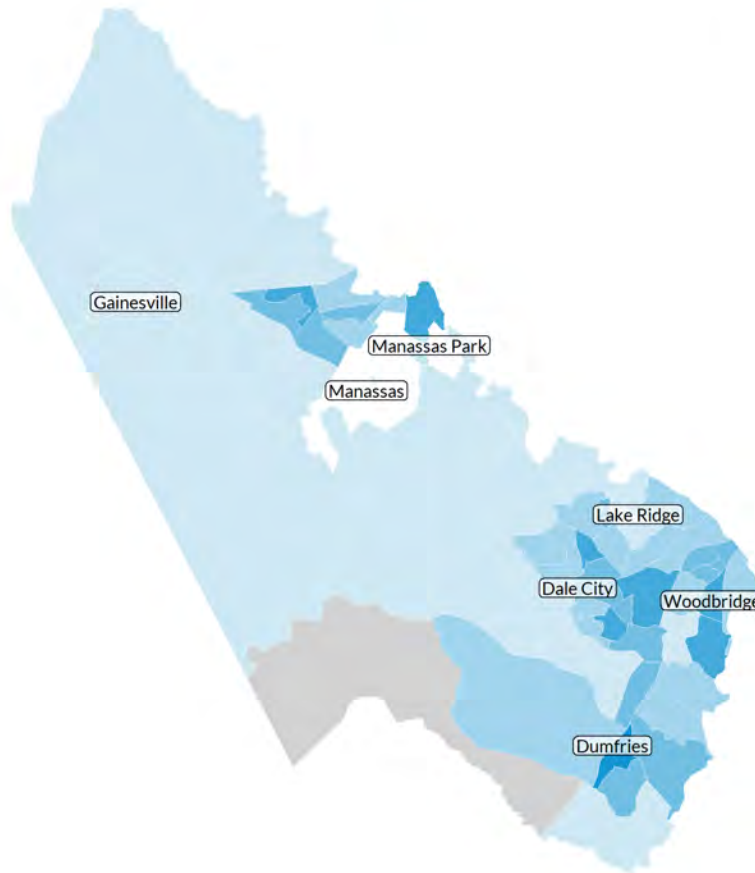 Gainesville
Manassas Park
Manassas
Lake Ridge
Dale City
Woodbridge
Dumfries